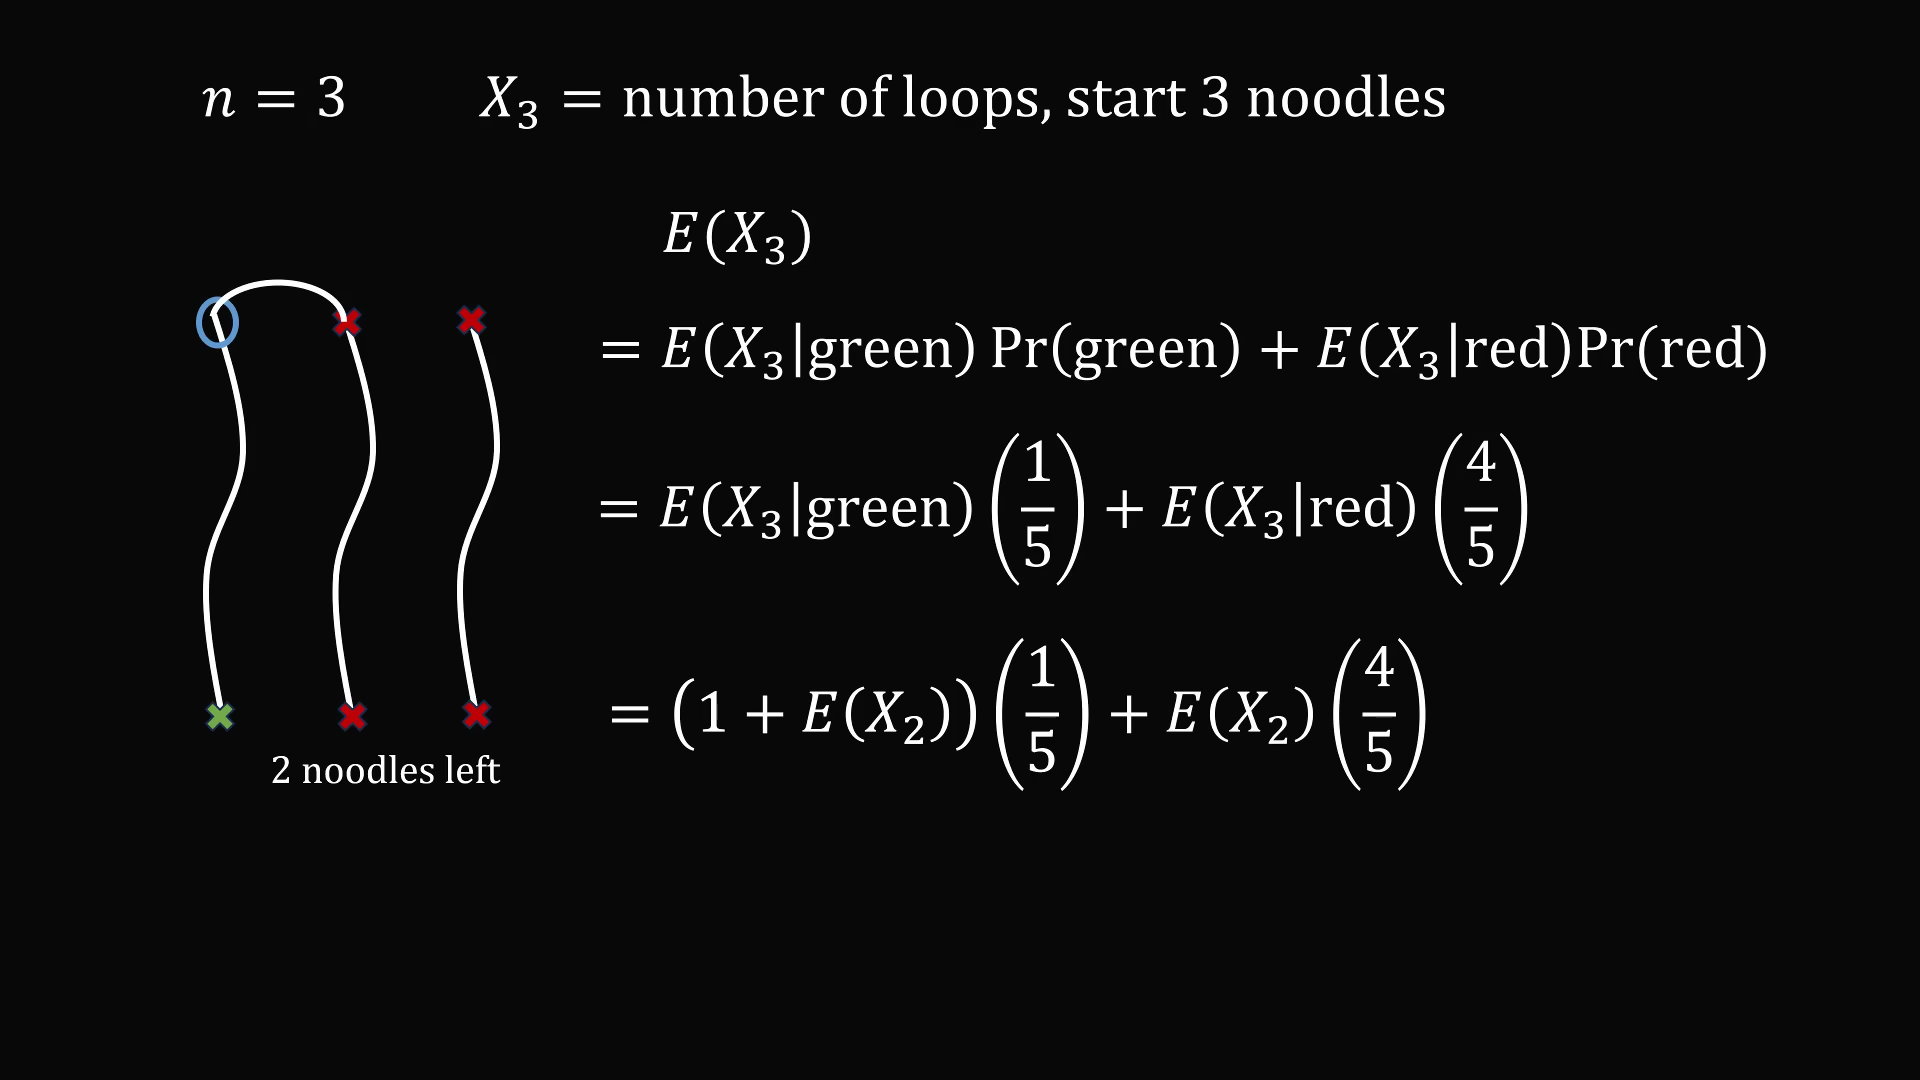 n = 3 X₃ = number of loops, start 3 noodles
E(X₃)
= E(X₃|green) Pr(green) + E(X₃|red)Pr(red)
= E(X₃|green)(1/5) + E(X₃|red)(4/5)
= (1 + E(X₂))(1/5) + E(X₂)(4/5)
2 noodles left